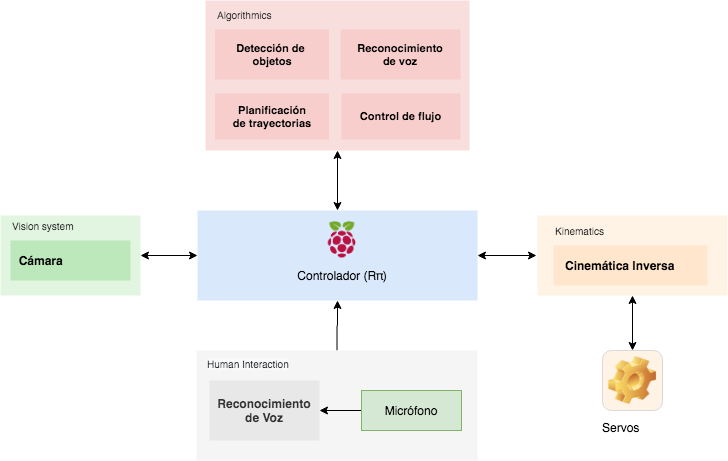 Algorithmics
Detección de
objetos
Reconocimiento
de voz
Planificación
de trayectorias
Control de flujo
Vision system
Cámara
Controlador (Rπ)
Kinematics
Cinemática Inversa
Human Interaction
Reconocimiento
de Voz
Micrófono
Servos